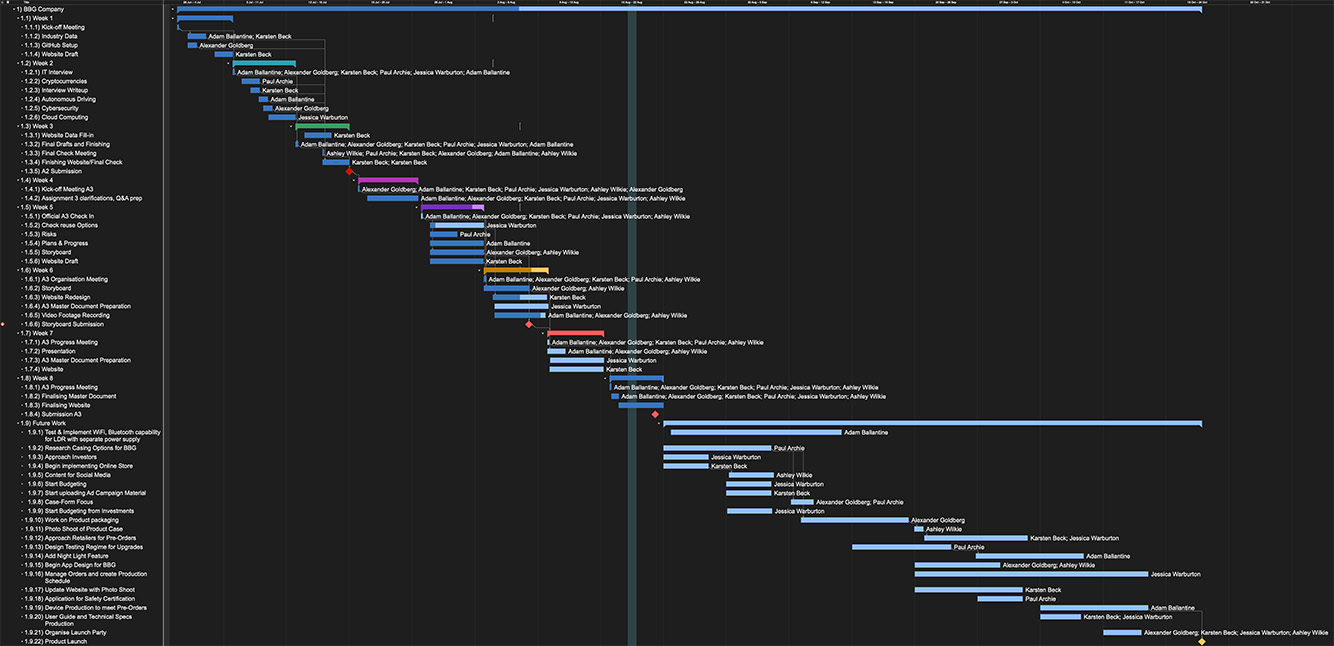 Title
1) BBG Company
1.1) Week 1
1.1.1) Kick-off Meeting
1.1.2) Industry Data Adam Ballantine; Karsten Beck
1.1.3) GitHub Setup Alexander Goldberg
1.1.4) Website Draft Karsten Beck
1.2) Week 2
1.2.1) IT Interview Adam Ballantine; Alexander Goldberg; Karsten Beck; Paul Archie; Jessica Warburton; Adam Ballantine
1.2.2) Cryptocurrencies Paul Archie
1.2.3) Interview Writeup Karsten Beck
1.2.4) Autonomous Driving Adam Ballantine
1.2.5) Cybersecurity Alexander Goldberg
1.2.6) Cloud Computing Jessica Warburton
1.3) Week 3
1.3.1) Website Data Fill-in Karsten Beck
1.3.2) Final Drafts and Finishing Adam Ballantine; Alexander Goldberg; Karsten Beck; Paul Archie; Jessica Warburton; Adam Ballantine
1.3.3) Final Check Meeting Ashley Wilkie; Paul Archie; Karsten Beck; Alexander Goldberg; Adam Ballantine; Ashley Wilkie
1.3.4) Finishing Website/Final Check Karsten Beck; Karsten Beck
1.3.5) A2 Submission
1.4) Week 4
1.4.1) Kick-off Meeting A3 Alexander Goldberg; Adam Ballantine; Karsten Beck; Paul Archie; Jessica Warburton; Ashley Wilkie; Alexander Goldberg
1.4.2) Assignment 3 clarifications, Q&A prep Adam Ballantine; Alexander Goldberg; Karsten Beck; Paul Archie; Jessica Warburton; Ashley Wilkie
1.5) Week 5
1.5.1) Official A3 Check In Adam Ballantine; Alexander Goldberg; Karsten Beck; Paul Archie; Jessica Warburton; Ashley Wilkie
1.5.2) Check reuse Options Jessica Warburton
1.5.3) Risks Paul Archie
1.5.4) Plans & Progress Adam Ballantine
1.5.5) Storyboard Alexander Goldberg; Ashley Wilkie
1.5.6) Website Draft Karsten Beck
1.6) Week 6
1.6.1) A3 Organisation Meeting Adam Ballantine; Alexander Goldberg; Karsten Beck; Paul Archie; Ashley Wilkie
1.6.2) Storyboard Alexander Goldberg; Ashley Wilkie
1.6.3) Website Redesign Karsten Beck
1.6.4) A3 Master Document Preparation Jessica Warburton
1.6.5) Video Footage Recording Adam Ballantine; Alexander Goldberg; Ashley Wilkie
1.6.6) Storyboard Submission
1.7) Week 7
1.7.1) A3 Progress Meeting Adam Ballantine; Alexander Goldberg; Karsten Beck; Paul Archie; Ashley Wilkie
1.7.2) Presentation Adam Ballantine; Alexander Goldberg; Ashley Wilkie
1.7.3) A3 Master Document Preparation Jessica Warburton
1.7.4) Website Karsten Beck
1.8) Week 8
1.8.1) A3 Progress Meeting Adam Ballantine; Alexander Goldberg; Karsten Beck; Paul Archie; Jessica Warburton; Ashley Wilkie
1.8.2) Finalising Master Document Adam Ballantine; Alexander Goldberg; Karsten Beck; Paul Archie; Jessica Warburton; Ashley Wilkie
1.8.3) Finalising Website
1.8.4) Submission A3
1.9) Future Work
1.9.1) Test & Implement WiFi, Bluetooth capability
for LDR with separate power supply Adam Ballantine
1.9.2) Research Casing Options for BBG Paul Archie
1.9.3) Approach Investors Jessica Warburton
1.9.4) Begin Implementing Online Store Karsten Beck
1.9.5) Content for Social Media Ashley Wilkie
1.9.6) Start Budgeting Jessica Warburton
1.9.7) Start uploading Ad Campaign Material Karsten Beck
1.9.8) Case-Form Focus Alexander Goldberg; Paul Archie
1.9.9) Start Budgeting from Investments Jessica Warburton
1.9.10) Work on Product packaging Alexander Goldberg
1.9.11) Photo Shoot of Product Case Ashley Wilkie
1.9.12) Approach Retailers for Pre-Orders Karsten Beck; Jessica Warburton
1.9.13) Design Testing Regime for Upgrades Paul Archie
1.9.14) Add Night Light Feature Adam Ballantine
1.9.15) Begin App Design for BBG Alexander Goldberg; Ashley Wilkie
1.9.16) Manage Orders and create Production
Schedule Jessica Warburton
1.9.17) Update Website with Photo Shoot Karsten Beck
1.9.18) Application for Safety Certification Paul Archie
1.9.19) Device Production to meet Pre-Orders Adam Ballantine
1.9.20) User Guide and Technical Specs
Production Karsten Beck; Jessica Warburton
1.9.21) Organise Launch Party Alexander Goldberg; Karsten Beck; Jessica Warburton; Ashley Wilkie
1.9.22) Product Launch